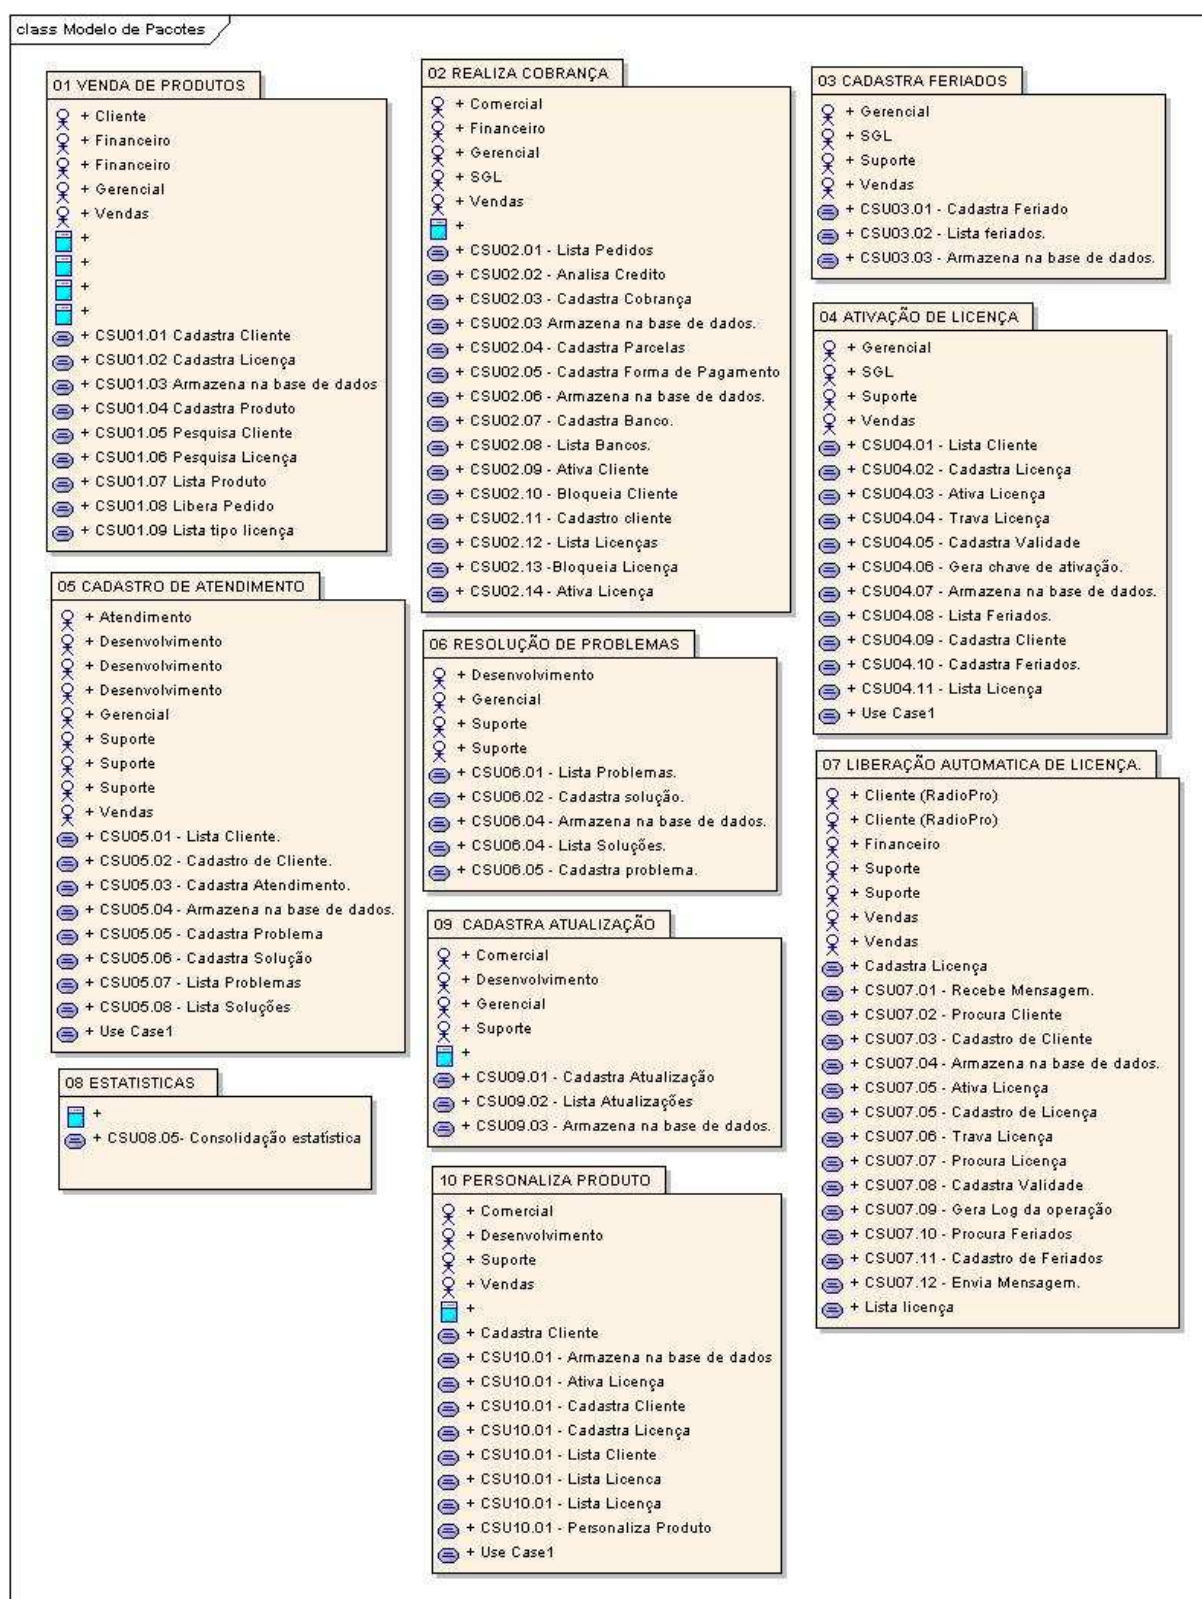 class Modelo de Pacotes
01 VENDA DE PRODUTOS
+ Cliente
+ Financeiro
+ Financeiro
+ Gerencial
+ Vendas
+
+
+
+
+ CSU01.01 Cadastra Cliente
+ CSU01.02 Cadastra Licença
+ CSU01.03 Armazena na base de dados
+ CSU01.04 Cadastra Produto
+ CSU01.05 Pesquisa Cliente
+ CSU01.06 Pesquisa Licença
+ CSU01.07 Lista Produto
+ CSU01.08 Libera Pedido
+ CSU01.09 Lista tipo licença
02 REALIZA COBRANÇA
+ Comercial
+ Financeiro
+ Gerencial
+ SGL
+ Vendas
+
+ CSU02.01 - Lista Pedidos
+ CSU02.02 - Analisa Credito
+ CSU02.03 - Cadastra Cobrança
+ CSU02.03 Armazena na base de dados.
+ CSU02.04 - Cadastra Parcelas
+ CSU02.05 - Cadastra Forma de Pagamento
+ CSU02.06 - Armazena na base de dados.
+ CSU02.07 - Cadastra Banco.
+ CSU02.08 - Lista Bancos.
+ CSU02.09 - Ativa Cliente
+ CSU02.10 - Bloqueia Cliente
+ CSU02.11 - Cadastro cliente
+ CSU02.12 - Lista Licenças
+ CSU02.13 -Bloqueia Licença
+ CSU02.14 - Ativa Licença
03 CADASTRA FERIADOS
+ Gerencial
+ SGL
+ Suporte
+ Vendas
+ CSU03.01 - Cadastra Feriado
+ CSU03.02 - Lista feriados.
+ CSU03.03 - Armazena na base de dados.
04 ATIVAÇÃO DE LICENÇA
+ Gerencial
+ SGL
+ Suporte
+ Vendas
+ CSU04.01 - Lista Cliente
+ CSU04.02 - Cadastra Licença
+ CSU04.03 - Ativa Licença
+ CSU04.04 - Trava Licença
+ CSU04.05 - Cadastra Validade
+ CSU04.06 - Gera chave de ativação.
+ CSU04.07 - Armazena na base de dados.
+ CSU04.08 - Lista Feriados.
+ CSU04.09 - Cadastra Cliente
+ CSU04.10 - Cadastra Feriados.
+ CSU04.11 - Lista Licença
+ Use Case1
05 CADASTRO DE ATENDIMENTO
+ Atendimento
+ Desenvolvimento
+ Desenvolvimento
+ Desenvolvimento
+ Gerencial
+ Suporte
+ Suporte
+ Suporte
+ Vendas
+ CSU05.01 - Lista Cliente.
+ CSU05.02 - Cadastro de Cliente.
+ CSU05.03 - Cadastra Atendimento.
+ CSU05.04 - Armazena na base de dados.
+ CSU05.05 - Cadastra Problema
+ CSU05.06 - Cadastra Solução
+ CSU05.07 - Lista Problemas
+ CSU05.08 - Lista Soluções
+ Use Case1
06 RESOLUÇÃO DE PROBLEMAS
+ Desenvolvimento
+ Gerencial
+ Suporte
+ Suporte
+ CSU06.01 - Lista Problemas.
+ CSU06.02 - Cadastra solução.
+ CSU06.04 - Armazena na base de dados.
+ CSU06.04 - Lista Soluções.
+ CSU06.05 - Cadastra problema.
07 LIBERAÇÃO AUTOMATICA DE LICENÇA.
+ Cliente (RadioPro)
+ Cliente (RadioPro)
+ Financeiro
+ Suporte
+ Suporte
+ Vendas
+ Vendas
+ Cadastra Licença
+ CSU07.01 - Recebe Mensagem.
+ CSU07.02 - Procura Cliente
+ CSU07.03 - Cadastro de Cliente
+ CSU07.04 - Armazena na base de dados.
+ CSU07.05 - Ativa Licença
+ CSU07.05 - Cadastro de Licença
+ CSU07.06 - Trava Licença
+ CSU07.07 - Procura Licença
+ CSU07.08 - Cadastra Validade
+ CSU07.09 - Gera Log da operação
+ CSU07.10 - Procura Feriados
+ CSU07.11 - Cadastro de Feriados
+ CSU07.12 - Envia Mensagem.
+ Lista licença
08 ESTATISTICAS
+
+ CSU08.05- Consolidação estatística
09 CADASTRA ATUALIZAÇÃO
+ Comercial
+ Desenvolvimento
+ Gerencial
+ Suporte
+
+ CSU09.01 - Cadastra Atualização
+ CSU09.02 - Lista Atualizações
+ CSU09.03 - Armazena na base de dados.
10 PERSONALIZA PRODUTO
+ Comercial
+ Desenvolvimento
+ Suporte
+ Vendas
+
+ Cadastra Cliente
+ CSU10.01 - Armazena na base de dados
+ CSU10.01 - Ativa Licença
+ CSU10.01 - Cadastra Cliente
+ CSU10.01 - Cadastra Licença
+ CSU10.01 - Lista Cliente
+ CSU10.01 - Lista Licenca
+ CSU10.01 - Lista Licença
+ CSU10.01 - Personaliza Produto
+ Use Case1